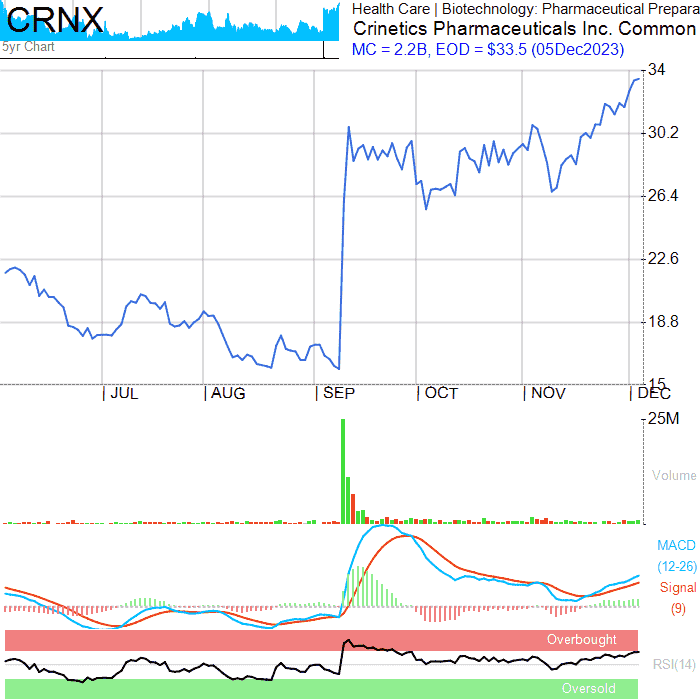 CRNX
Health Care | Biotechnology: Pharmaceutical Prepara
Crinetics Pharmaceuticals Inc. Common
5yr Chart
MC = 2.2B, EOD = $33.5 (05Dec2023)
34
30.2
26.4
22.6
18.8
15
JUL
AUG
SEP
OCT
NOV
DEC
25M
Volume
MACD
(12-26)
Signal
(9)
Overbought
RSI(14)
Oversold